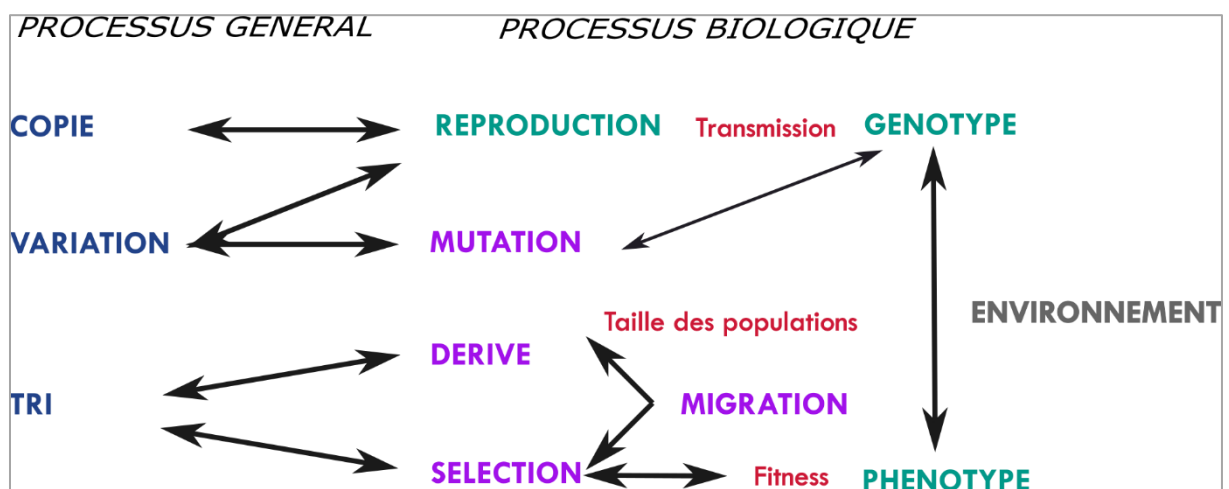 PROCESSUS GENERAL PROCESSUS BIOLOGIQUE
COPIE REPRODUCTION Transmission GENOTYPE
VARIATION MUTATION
ENVIRONNEMENT
Taille des populations
DERIVE
TRI MIGRATION
SELECTION Fitness PHENOTYPE